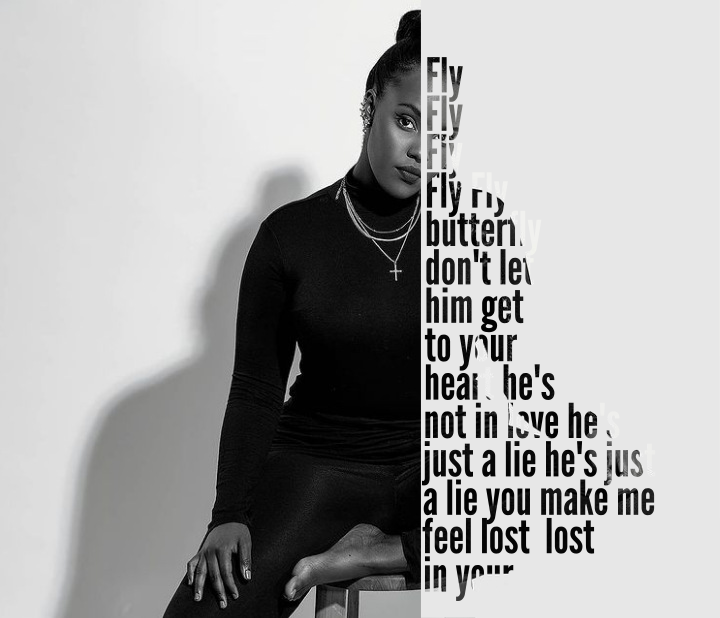 Fly
Fly
Fly
Fly Fly
butterfly
don't let
him get
to your
heart he's
not in love he's
just a lie he's just
a lie you make me
feel lost lost
in your